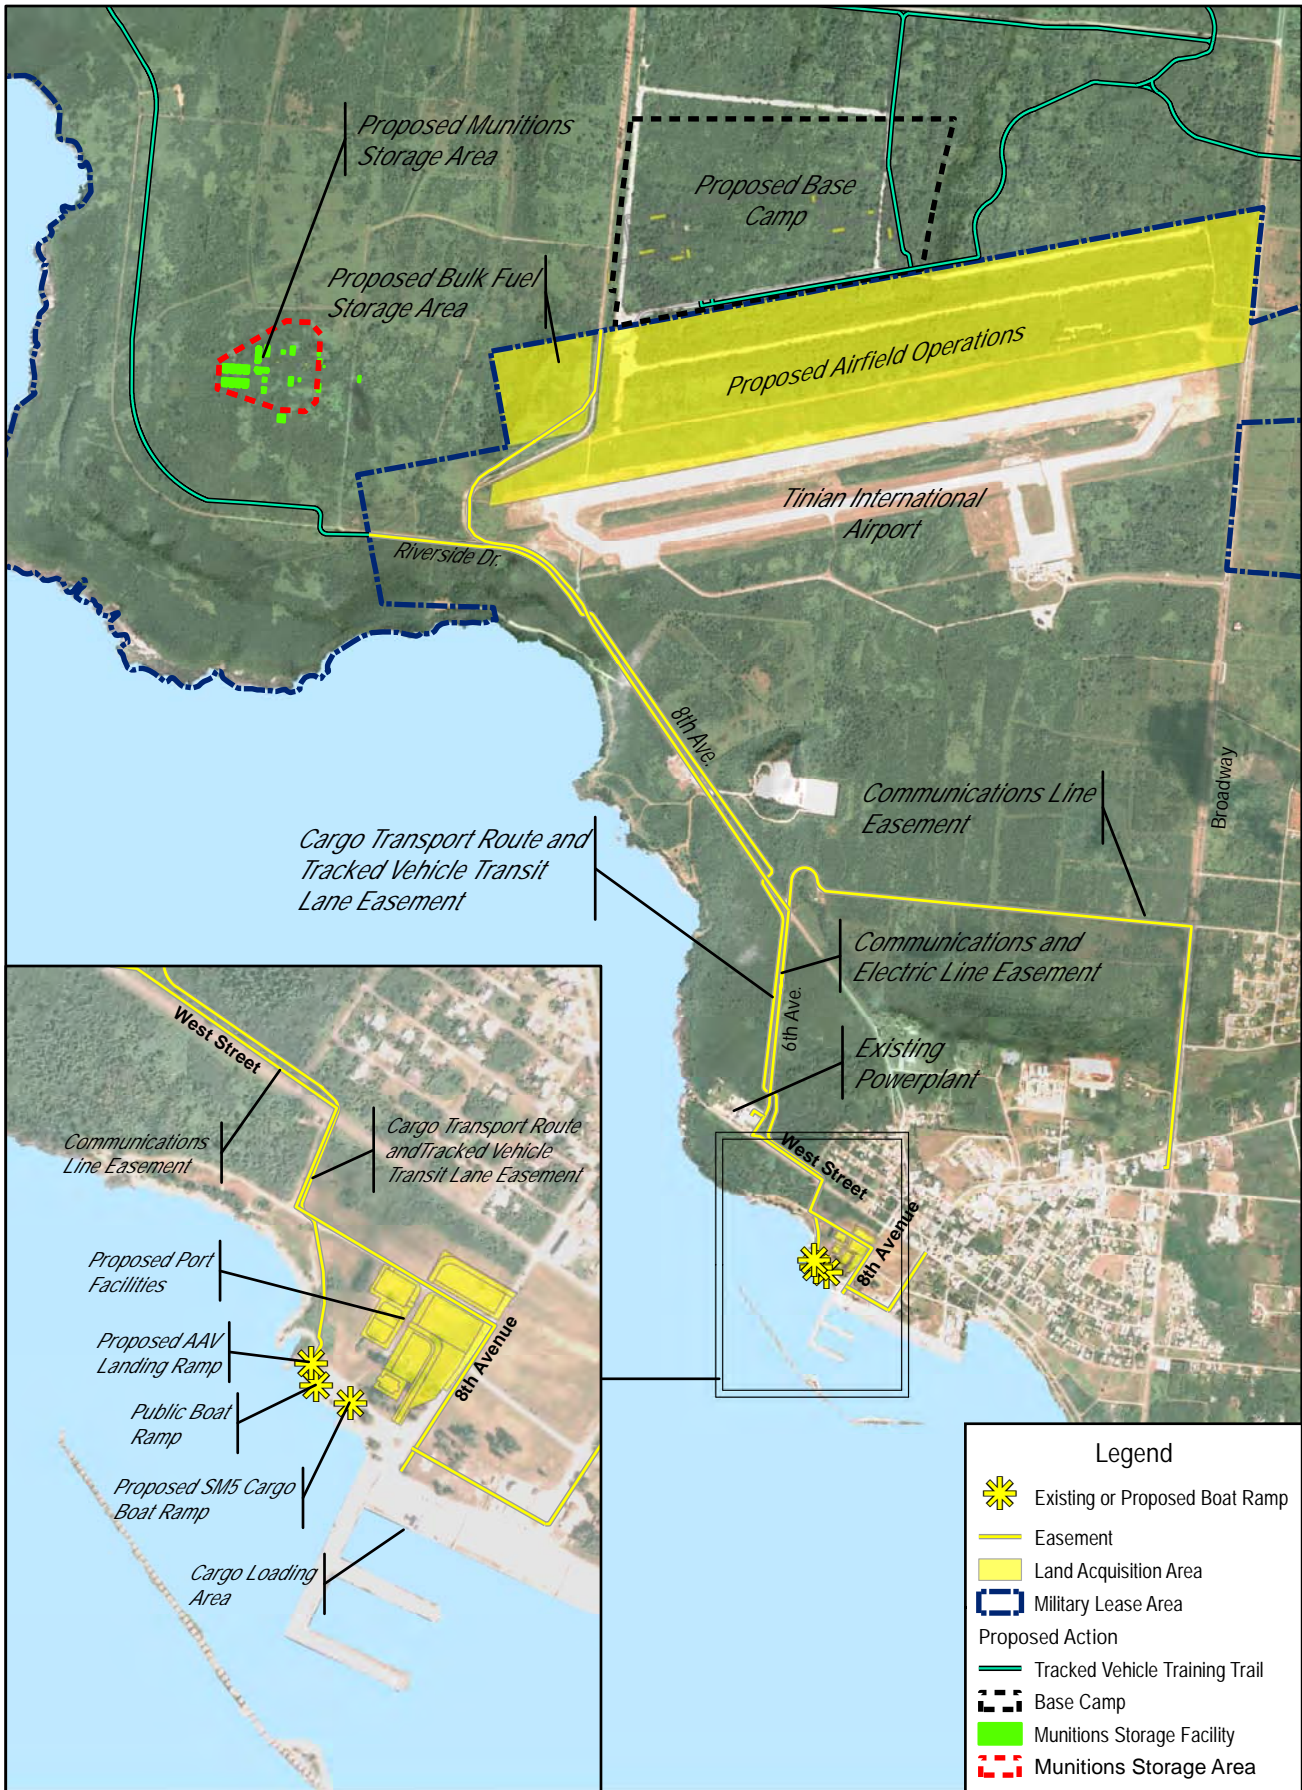 Proposed Munitions
Storage Area
Proposed Base
Camp
Proposed Bulk Fuel
Storage Area
Proposed Airfield Operations
Tinian International
Airport
Riverside Dr.
8th Ave.
Broadway
Communications Line
Easement
Cargo Transport Route and
Tracked Vehicle Transit
Lane Easement
Communications and
Electric Line Easement
6th Ave.
Existing
Powerplant
West Street
8th Avenue
West Street
Communications
Line Easement
Cargo Transport Route
andTracked Vehicle
Transit Lane Easement
Proposed Port
Facilities
Proposed AAV
Landing Ramp
Public Boat
Ramp
8th Avenue
Proposed SM5 Cargo
Boat Ramp
Cargo Loading
Area
Legend
Existing or Proposed Boat Ramp
Easement
Land Acquisition Area
Military Lease Area
Proposed Action
Tracked Vehicle Training Trail
Base Camp
Munitions Storage Facility
Munitions Storage Area